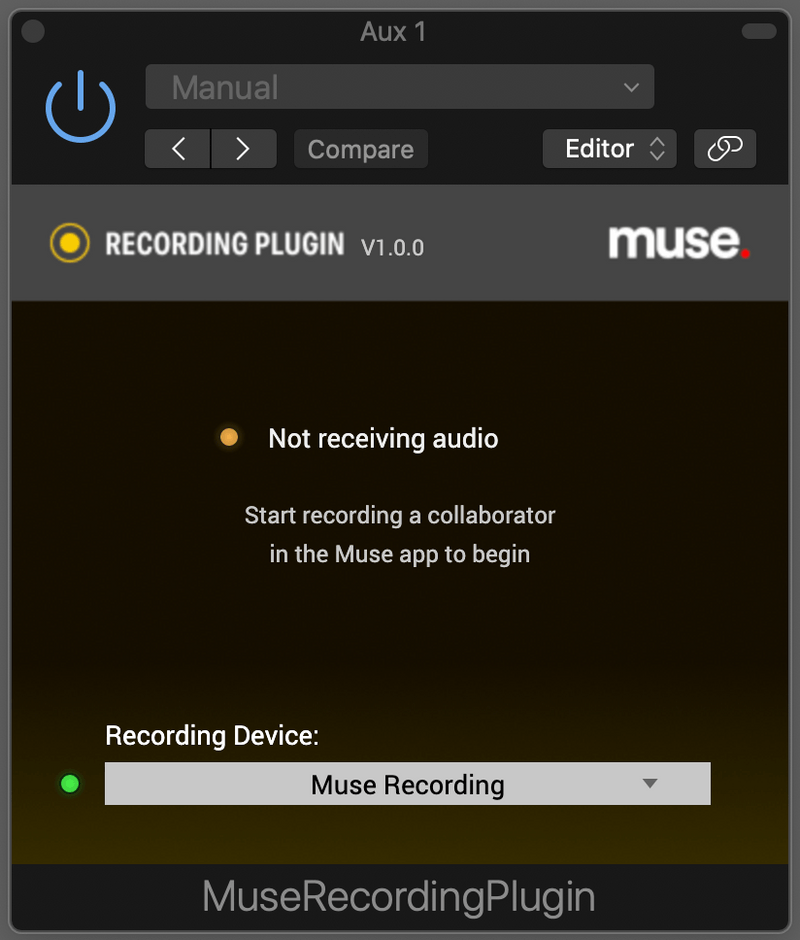 Aux 1
Manual
Compare
Editor
RECORDING PLUGIN V1.0.0
muse.
Not receiving audio
Start recording a collaborator
in the Muse app to begin
Recording Device:
Muse Recording
MuseRecordingPlugin